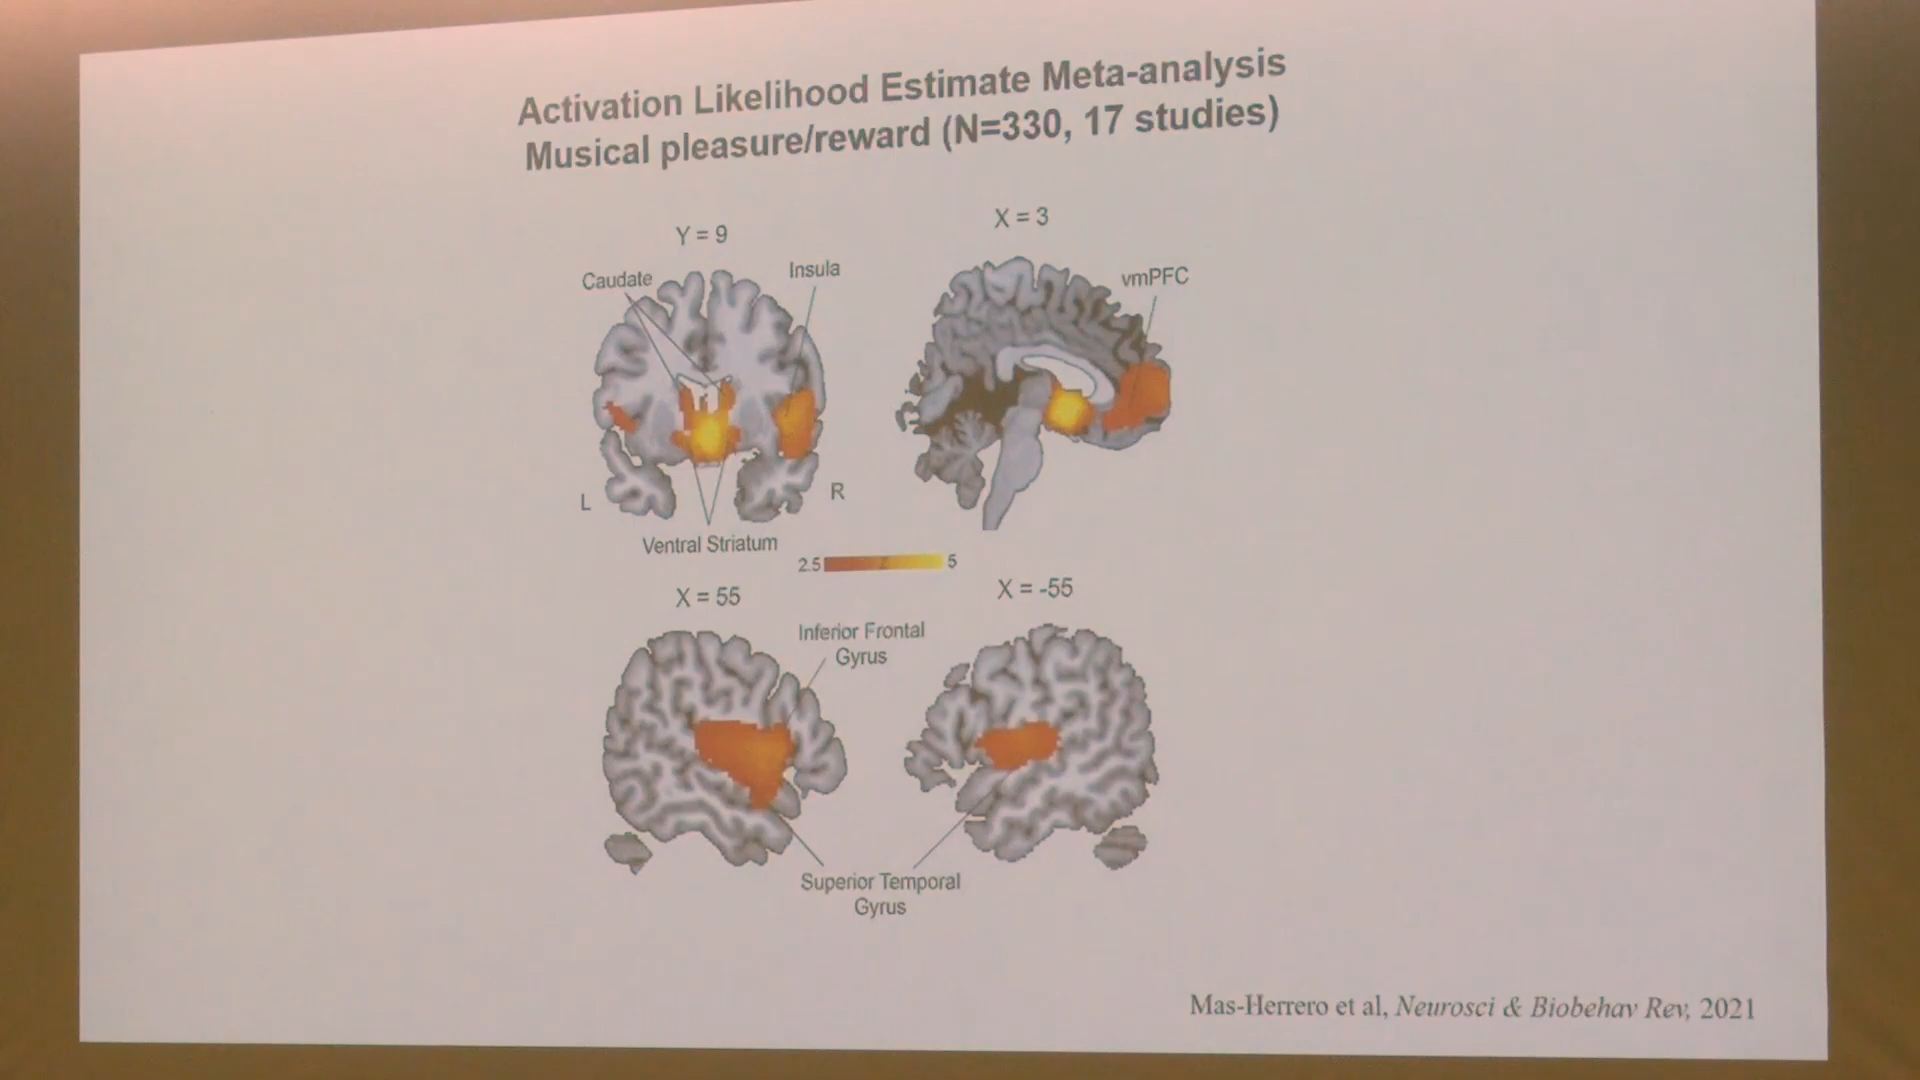 Activation Likelihood Estimate Meta-analysis
Musical pleasure/reward (N=330, 17 studies)
Y = 9
X = 3
Caudate
Insula
vmPFC
L
R
Ventral Striatum
2.5
Z
5
X = 55
X = -55
Inferior Frontal
Gyrus
Superior Temporal
Gyrus
Mas-Herrero et al, Neurosci & Biobehav Rev, 2021